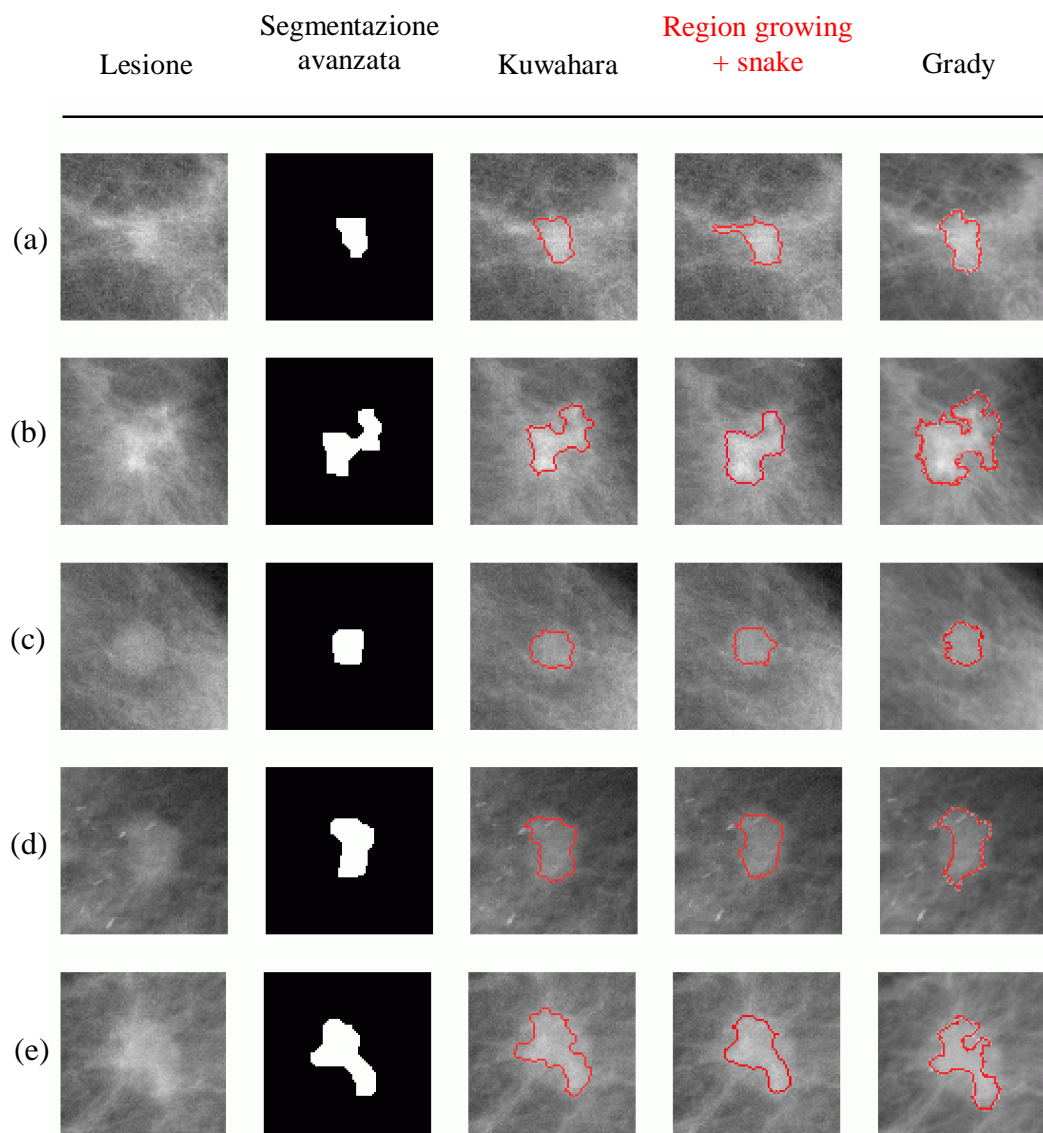 Lesione
Segmentazione
avanzata
Kuwahara
Region growing
+ snake
Grady
(a)
(b)
(c)
(d)
(e)